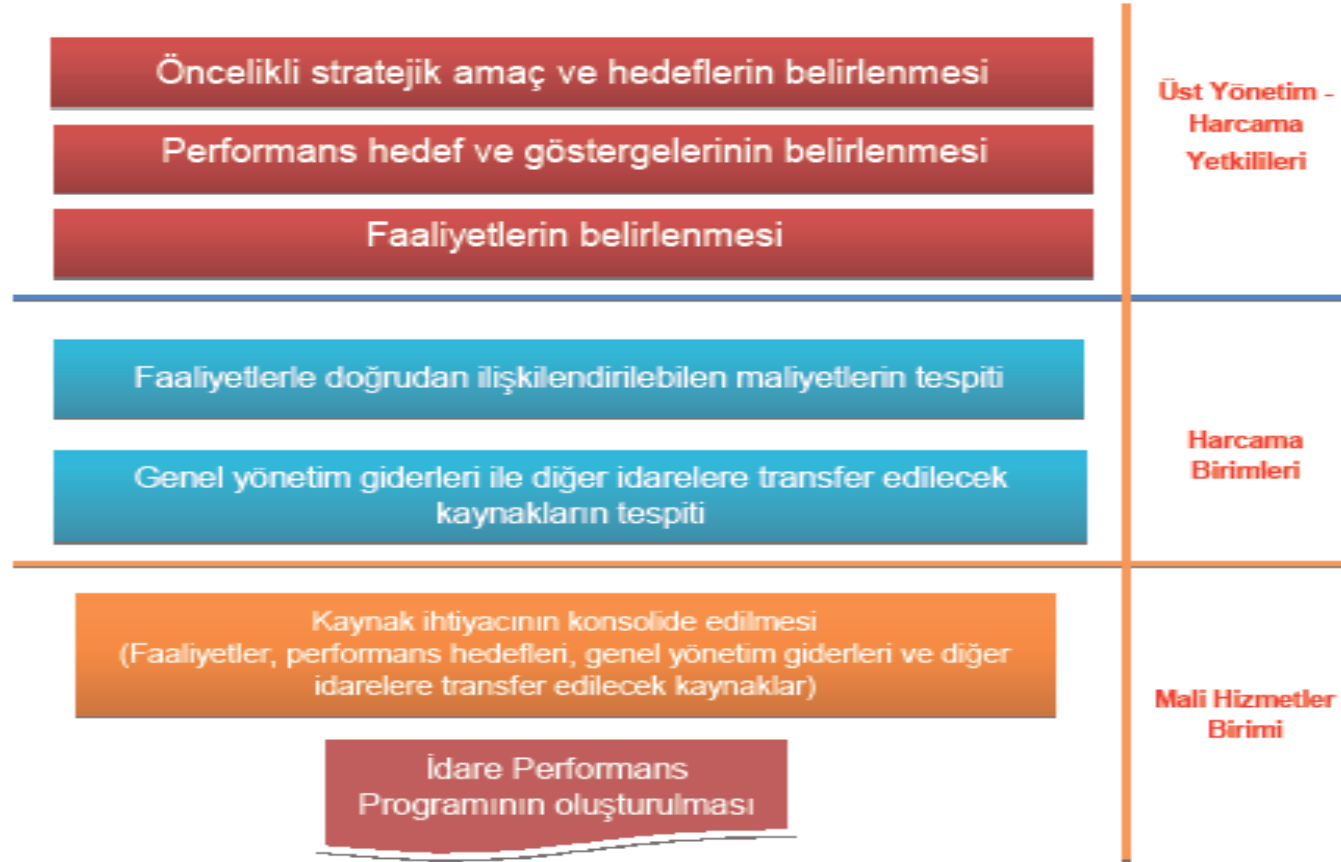 Öncelikli stratejik amaç ve hedeflerin belirlenmesi
Performans hedef ve göstergelerinin belirlenmesi
Faaliyetlerin belirlenmesi
Üst Yönetim -
Harcama
Yetkilileri
Faaliyetlerle doğrudan ilişkilendirilebilen maliyetlerin tespiti
Genel yönetim giderleri ile diğer idarelere transfer edilecek
kaynakların tespiti
Harcama
Birimleri
Kaynak ihtiyacının konsolide edilmesi
(Faaliyetler, performans hedefleri, genel yönetim giderleri ve diğer
idarelere transfer edilecek kaynaklar)
İdare Performans
Programının oluşturulması
Mali Hizmetler
Birimi